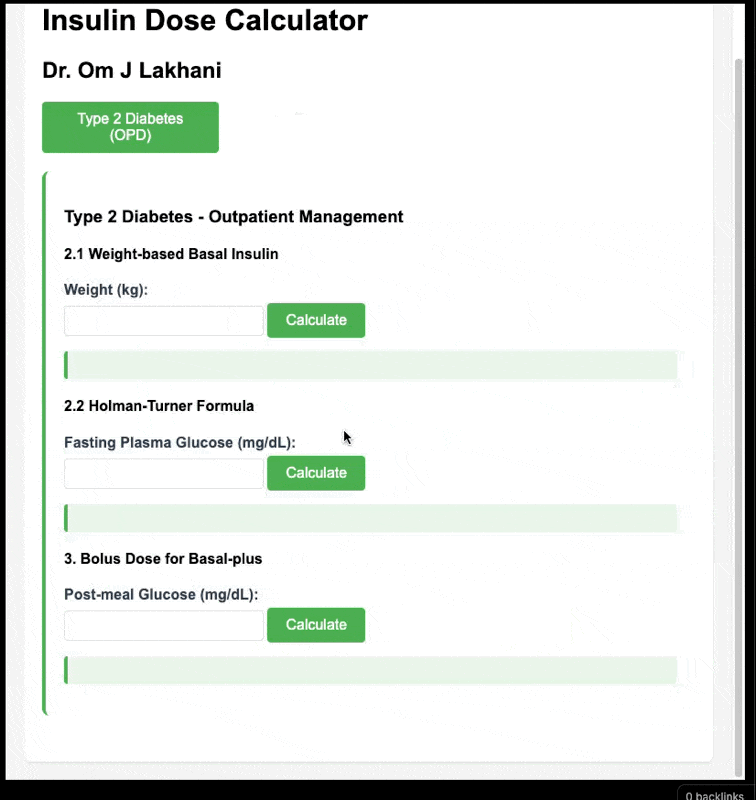 Insulin Dose Calculator
Dr. Om J Lakhani
Type 2 Diabetes
(OPD)
Type 2 Diabetes - Outpatient Management
2.1 Weight-based Basal Insulin
Weight (kg):
Calculate
2.2 Holman-Turner Formula
Fasting Plasma Glucose (mg/dL):
Calculate
3. Bolus Dose for Basal-plus
Post-meal Glucose (mg/dL):
Calculate
0 backlinks